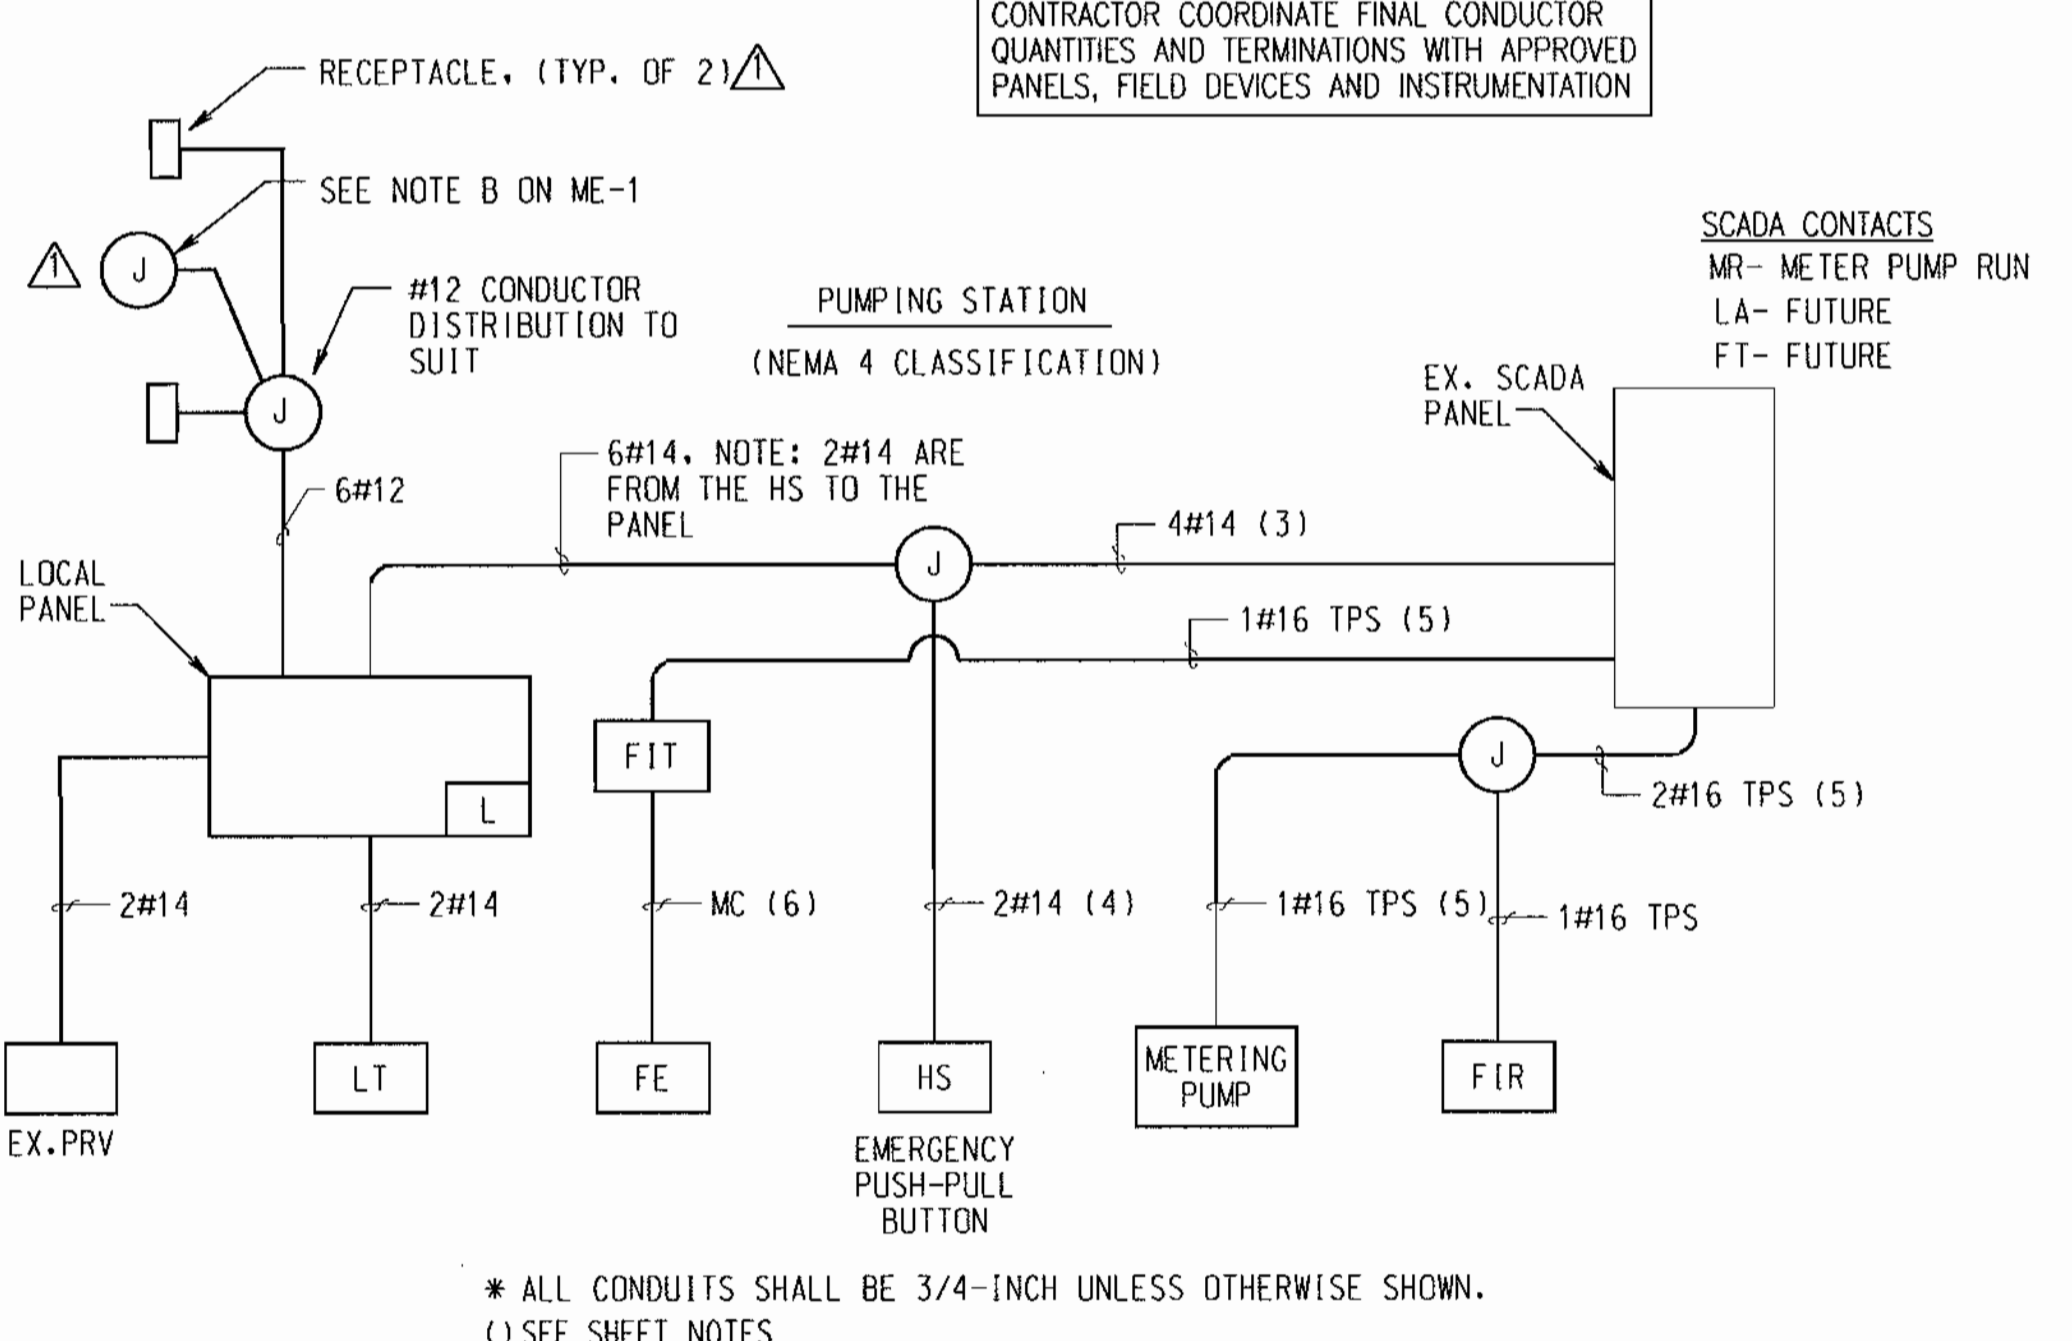 CONTRACTOR COORDINATE FINAL CONDUCTOR
QUANTITIES AND TERMINATIONS WITH APPROVED
PANELS, FIELD DEVICES AND INSTRUMENTATION
RECEPTACLE. (TYP. OF 2) 1
SEE NOTE B ON ME-1
1
J
#12 CONDUCTOR
DISTRIBUTION TO
SUIT
J
6#12
PUMPING STATION
(NEMA 4 CLASSIFICATION)
SCADA CONTACTS
MR- METER PUMP RUN
LA- FUTURE
FT- FUTURE
EX. SCADA
PANEL
6#14. NOTE: 2#14 ARE
FROM THE HS TO THE
PANEL
J
4#14 (3)
1#16 TPS (5)
LOCAL
PANEL
L
FIT
J
2#16 TPS (5)
2#14
2#14
MC (6)
2#14 (4)
1#16 TPS (5)
1#16 TPS
EX.PRV
LT
FE
HS
EMERGENCY
PUSH-PULL
BUTTON
METERING
PUMP
FIR
* ALL CONDUITS SHALL BE 3/4-INCH UNLESS OTHERWISE SHOWN.
() SEE SHEET NOTES